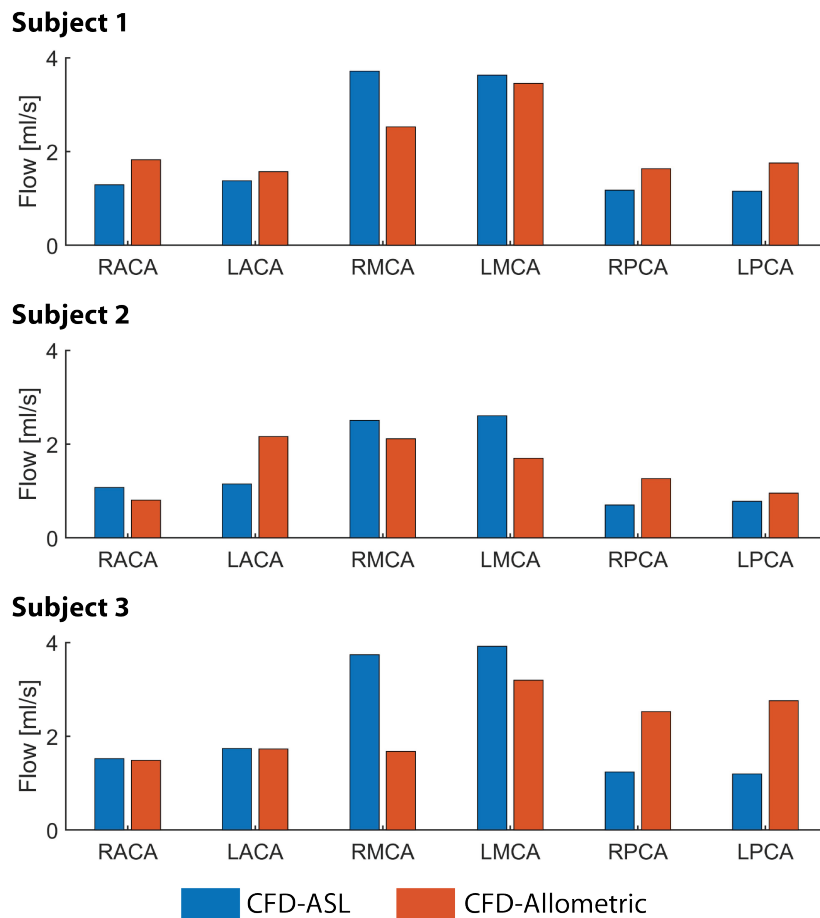 Subject 1
4
2
0
Flow [ml/s]
RACA LACA RMCA LMCA RPCA LPCA
Subject 2
4
2
0
Flow [ml/s]
RACA LACA RMCA LMCA RPCA LPCA
Subject 3
4
2
0
Flow [ml/s]
RACA LACA RMCA LMCA RPCA LPCA
CFD-ASL CFD-Allometric